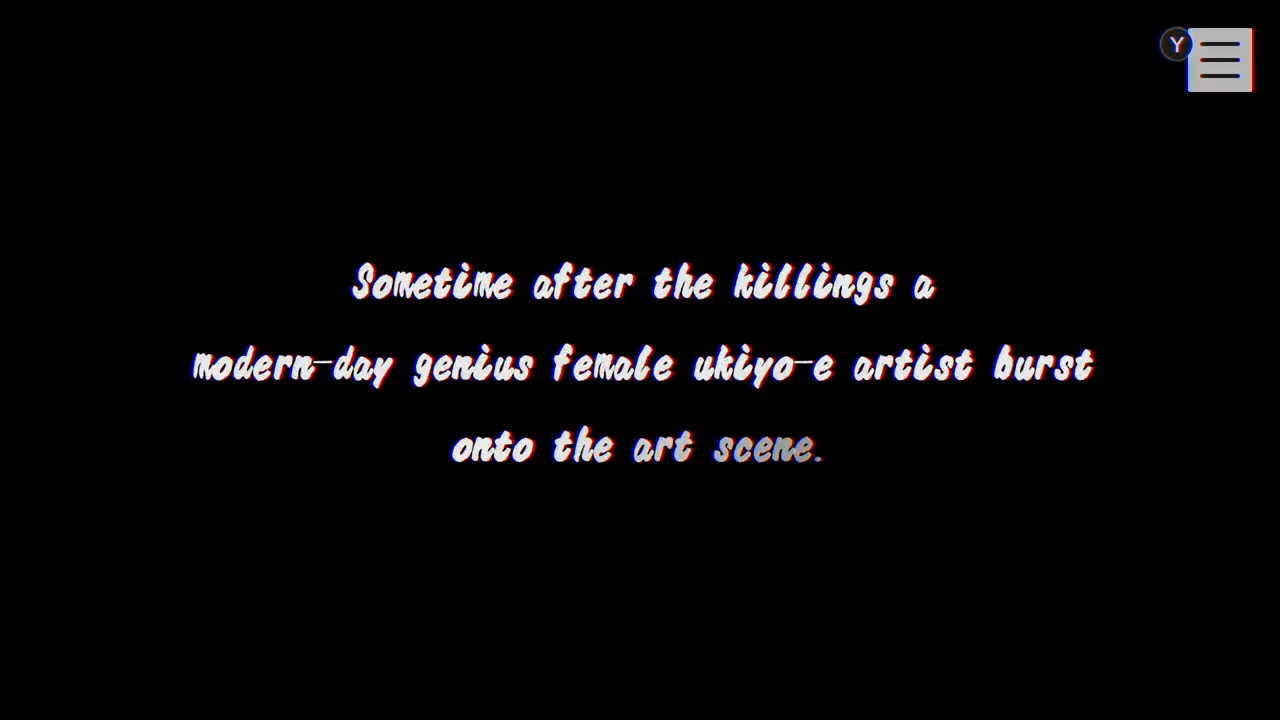 Y
Sometime after the killings a
modern-day genius female ukiyo-e artist burst
onto the art scene.